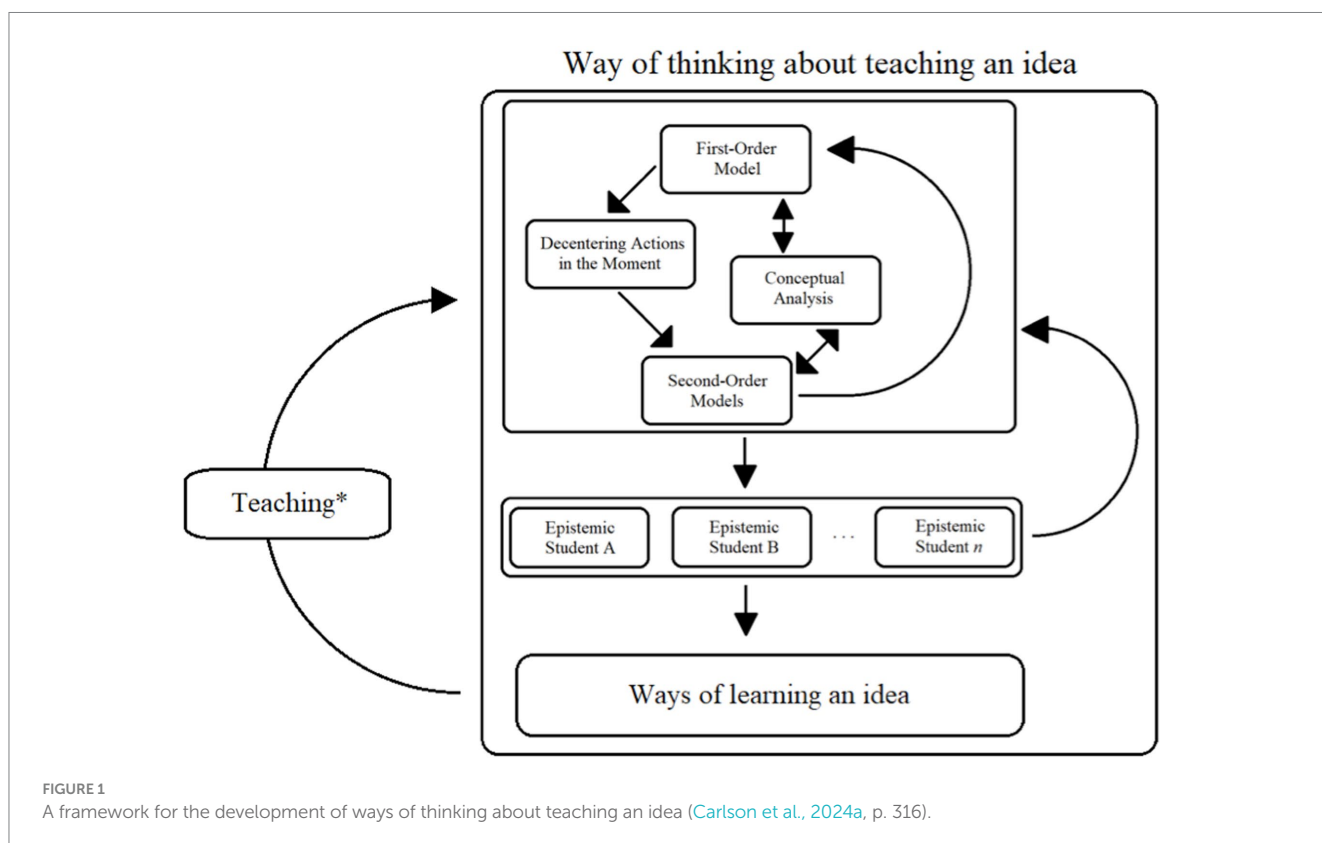 Way of thinking about teaching an idea
First-Order
Model
Decentering Actions
in the Moment
Conceptual
Analysis
Second-Order
Models
Teaching*
Epistemic
Student A
Epistemic
Student B
...
Epistemic
Student n
Ways of learning an idea
FIGURE 1
A framework for the development of ways of thinking about teaching an idea (Carlson et al., 2024a, p. 316).